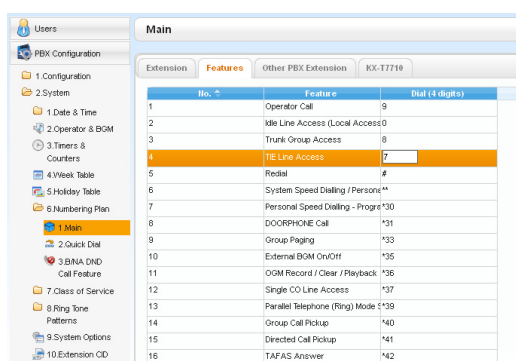 Users
PBX Configuration
1.Configuration
2.System
1.Date & Time
2.Operator & BGM
3.Timers &
Counters
4.Week Table
5.Holiday Table
6.Numbering Plan
1.Main
2.Quick Dial
3.B/NA DND
Call Feature
7.Class of Service
8.Ring Tone
Patterns
9.System Options
10.Extension CID
Main
Extension Features Other PBX Extension KX-T7710
No. Feature Dial (4 digits)
1 Operator Call 9
2 Idle Line Access (Local Access 0
3 Trunk Group Access 8
4 TIE Line Access 7
5 Redial #
6 System Speed Dialling / Persona **
7 Personal Speed Dialling - Progra *30
8 DOORPHONE Call *31
9 Group Paging *33
10 External BGM On/Off *35
11 OGM Record / Clear / Playback *36
12 Single CO Line Access *37
13 Parallel Telephone (Ring) Mode S *39
14 Group Call Pickup *40
15 Directed Call Pickup *41
16 TAFAS Answer *42